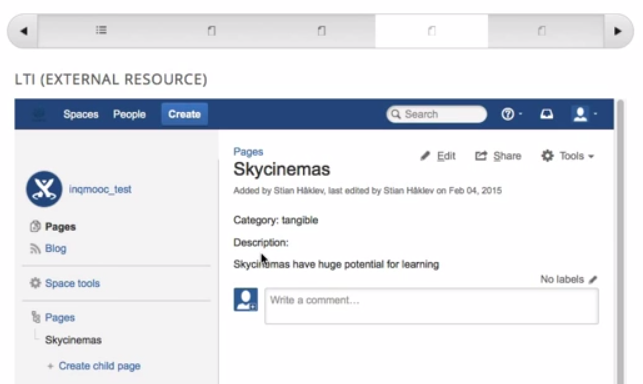 LTI (EXTERNAL RESOURCE)
Spaces People Create Search
inqmooc_test
Pages
Blog
Space tools
Pages
Skycinemas
+ Create child page
Pages
Edit Share Tools
Skycinemas
Added by Stian Håklev, last edited by Stian Håklev on Feb 04, 2015
Category: tangible
Description:
Skycinemas have huge potential for learning
No labels
Write a comment…